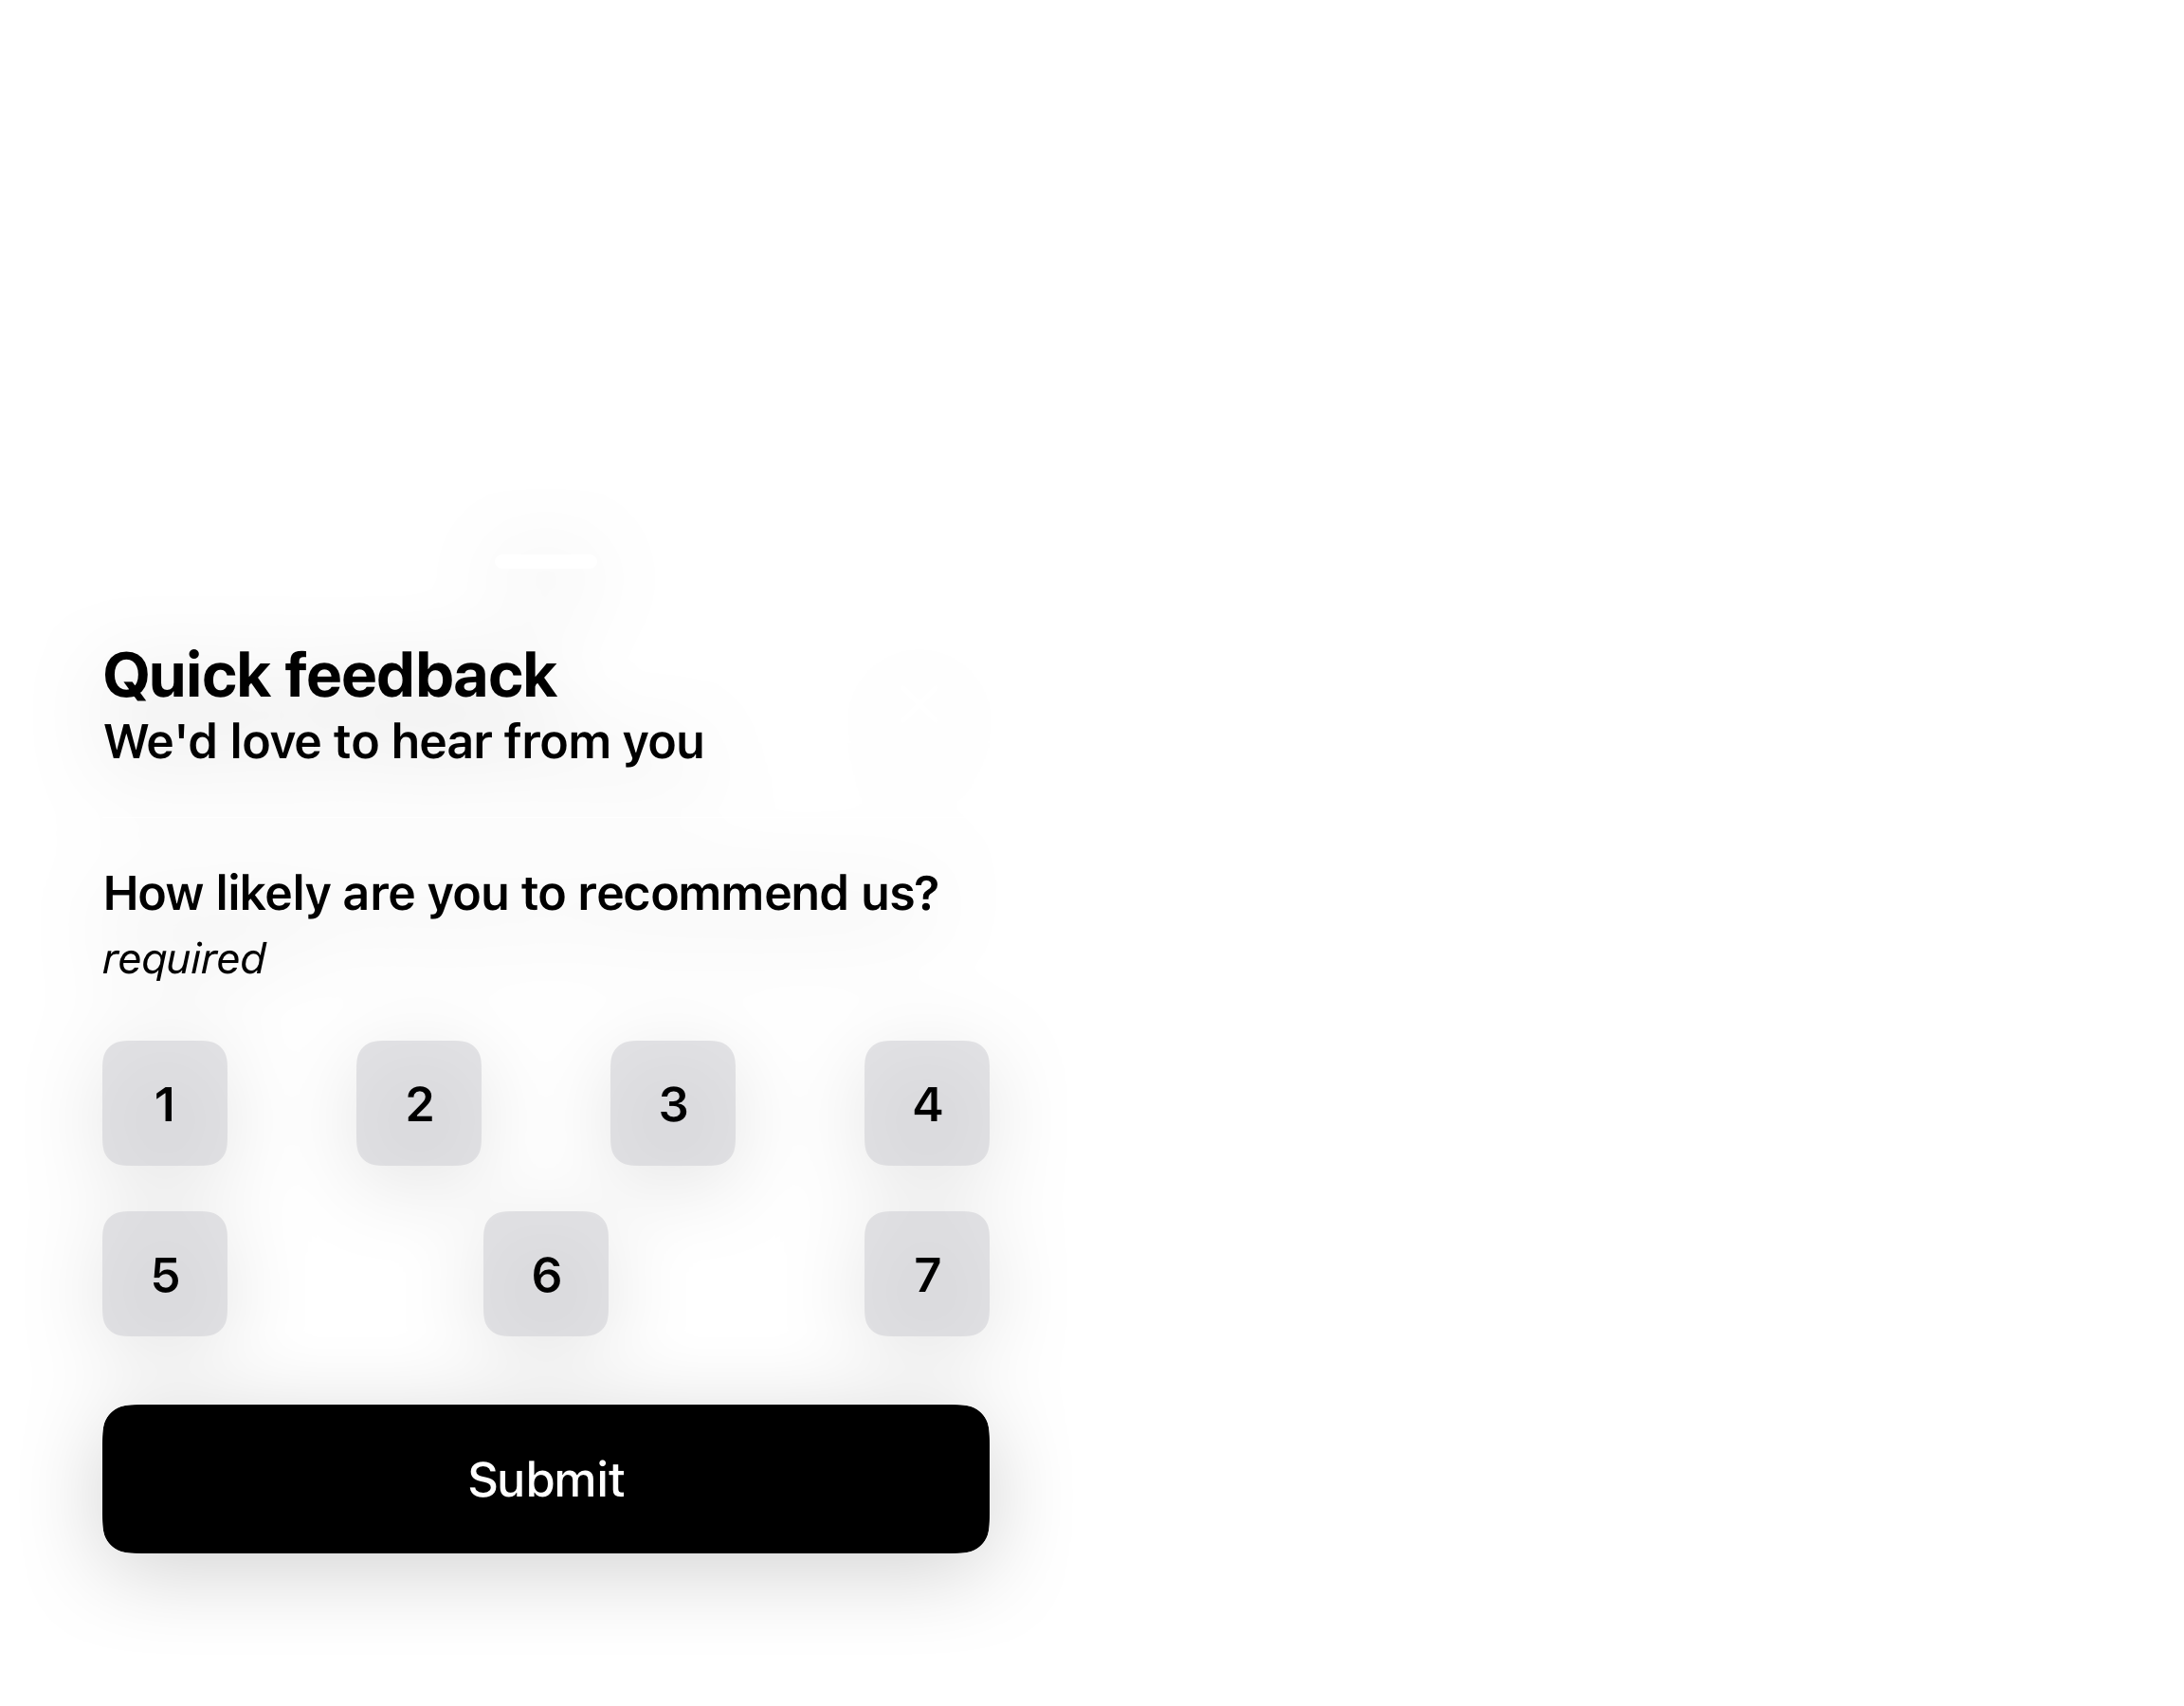 Quick feedback
We'd love to hear from you
How likely are you to recommend us?
required
1 2 3 4
5 6 7
Submit